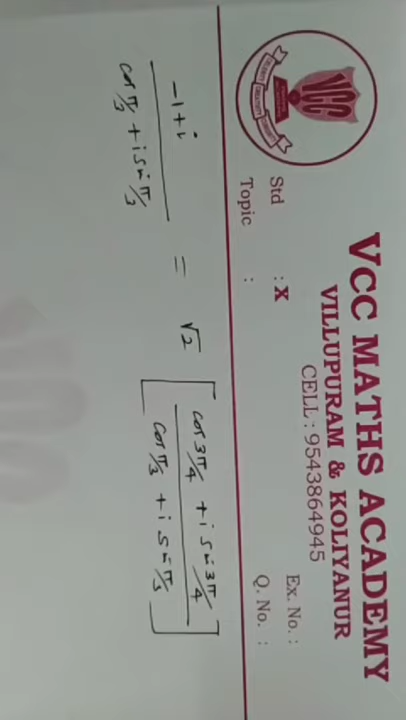 VCC MATHS ACADEMY
VILLUPURAM & KOLIYANUR
CELL : 9543864945
VCC
Std : X
Ex. No. :
Topic :
Q. No. :
-1+i / cos π/3 + i sin π/3 = √2 [ cos 3π/4 + i sin 3π/4 / cos π/3 + i sin π/3 ]